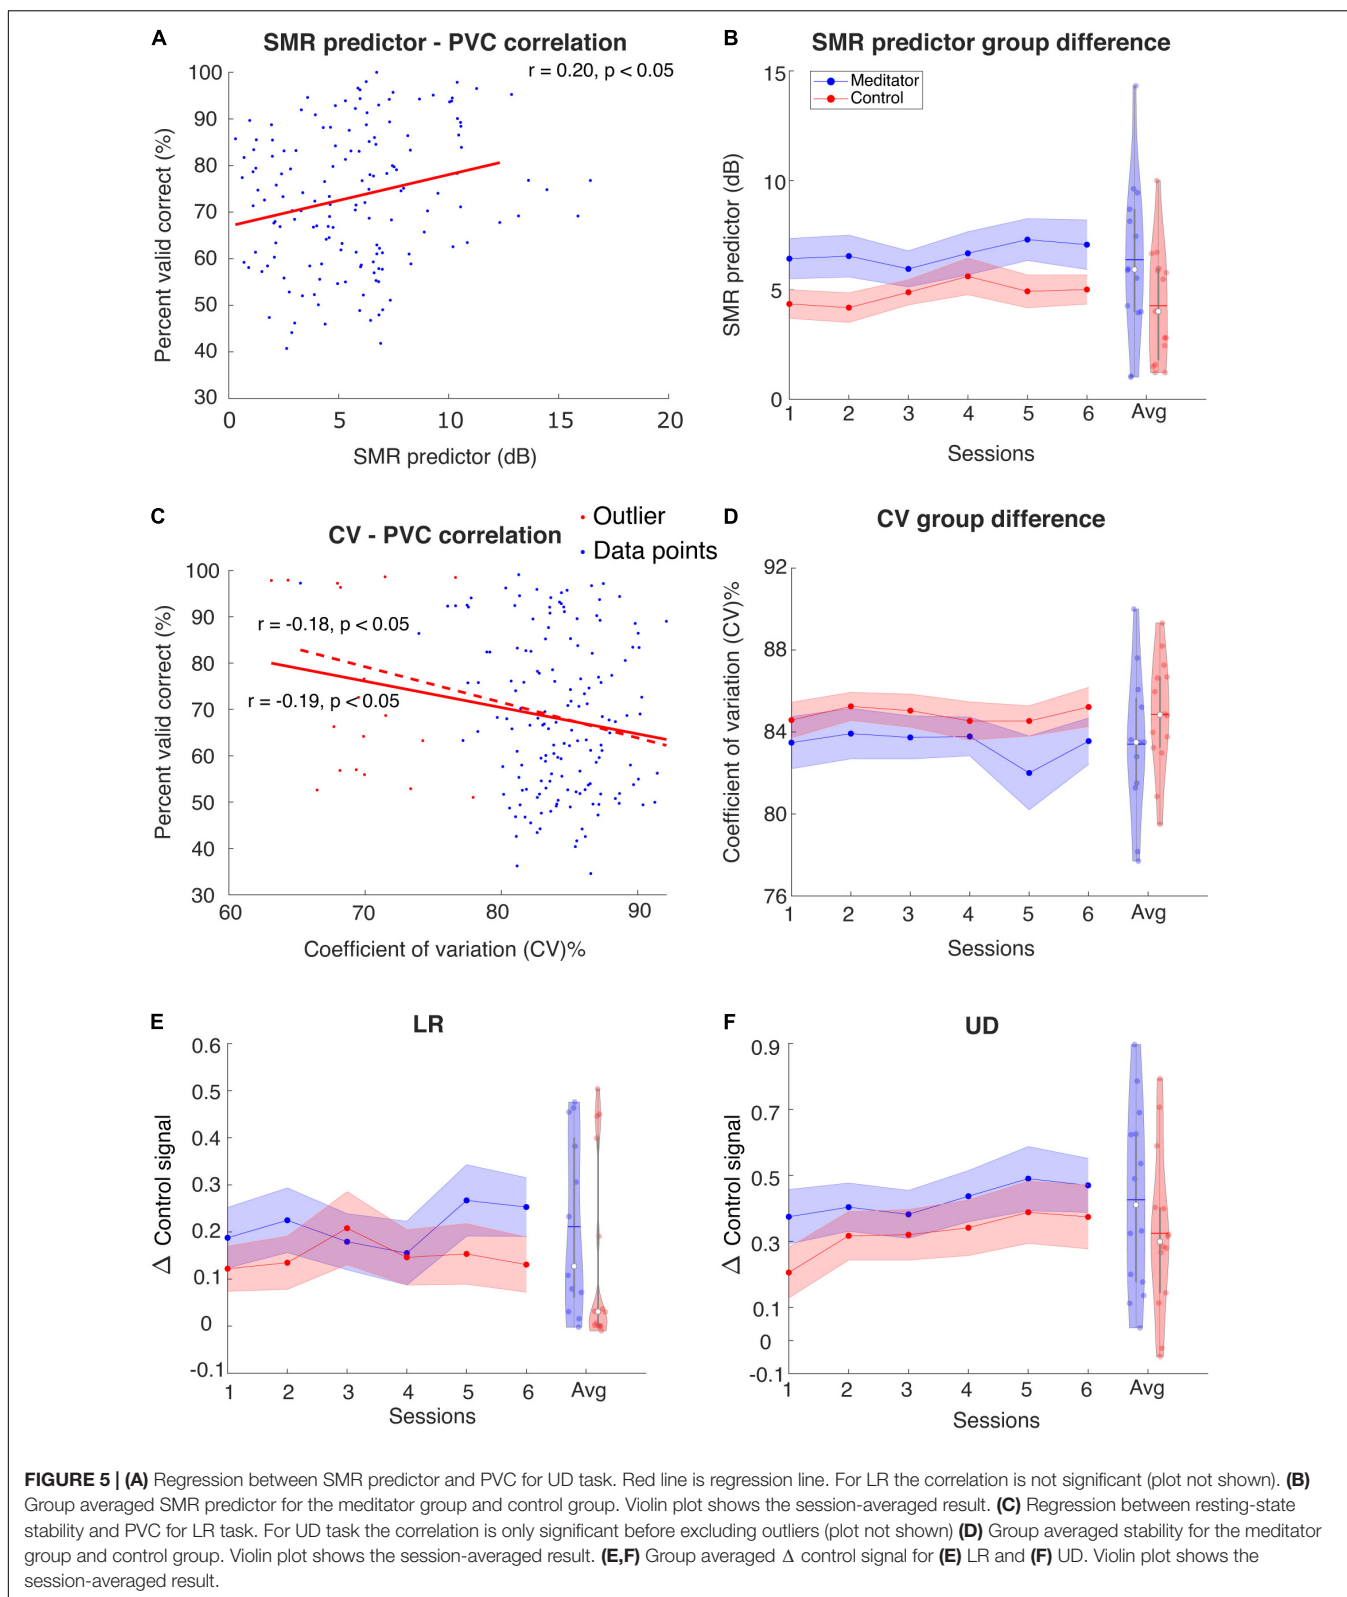 A
SMR predictor - PVC correlation
r = 0.20, p < 0.05
Percent valid correct (%)
100
90
80
70
60
50
40
30
0
5
10
15
20
SMR predictor (dB)
B
SMR predictor group difference
Meditator
Control
SMR predictor (dB)
15
10
5
0
1
2
3
4
5
6
Avg
Sessions
C
CV - PVC correlation
Outlier
Data points
r = -0.18, p < 0.05
r = -0.19, p < 0.05
Percent valid correct (%)
100
90
80
70
60
50
40
30
60
70
80
90
Coefficient of variation (CV)%
D
CV group difference
Coefficient of variation (CV)%
92
88
84
80
76
1
2
3
4
5
6
Avg
Sessions
E
LR
Δ Control signal
0.6
0.5
0.4
0.3
0.2
0.1
0
-0.1
1
2
3
4
5
6
Avg
Sessions
F
UD
Δ Control signal
0.9
0.7
0.5
0.3
0.1
0
-0.1
1
2
3
4
5
6
Avg
Sessions
FIGURE 5 | (A) Regression between SMR predictor and PVC for UD task. Red line is regression line. For LR the correlation is not significant (plot not shown). (B)
Group averaged SMR predictor for the meditator group and control group. Violin plot shows the session-averaged result. (C) Regression between resting-state
stability and PVC for LR task. For UD task the correlation is only significant before excluding outliers (plot not shown) (D) Group averaged stability for the meditator
group and control group. Violin plot shows the session-averaged result. (E,F) Group averaged Δ control signal for (E) LR and (F) UD. Violin plot shows the
session-averaged result.